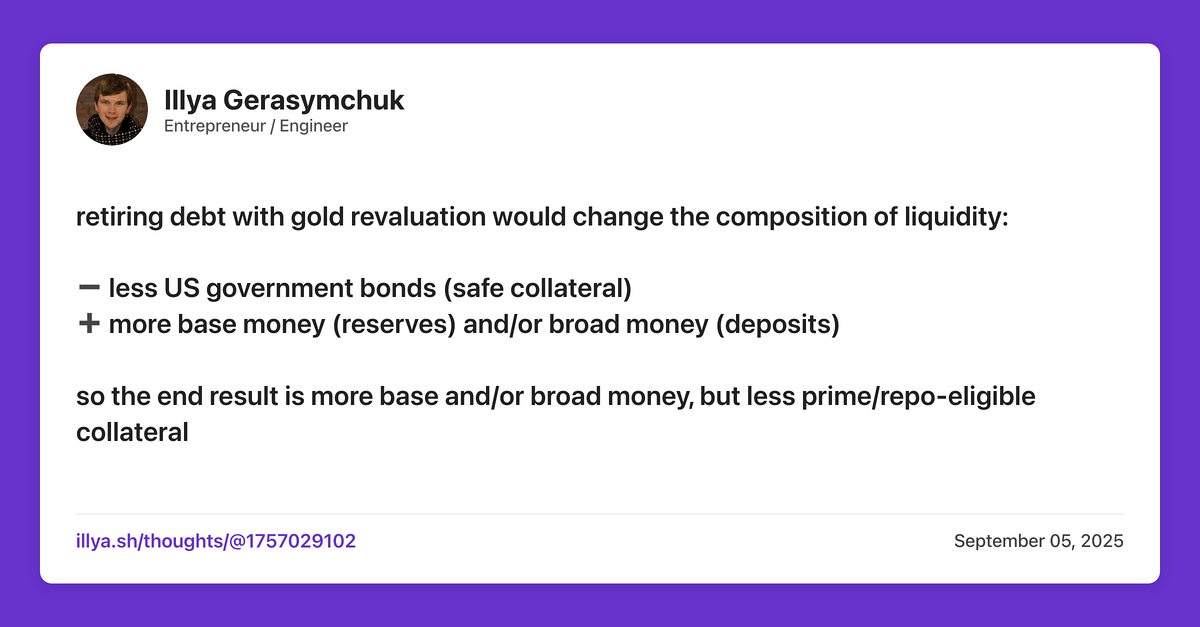 Illya Gerasymchuk
Entrepreneur / Engineer
retiring debt with gold revaluation would change the composition of liquidity:
➖ less US government bonds (safe collateral)
➕ more base money (reserves) and/or broad money (deposits)
so the end result is more base and/or broad money, but less prime/repo-eligible
collateral
illya.sh/thoughts/@1757029102
September 05, 2025